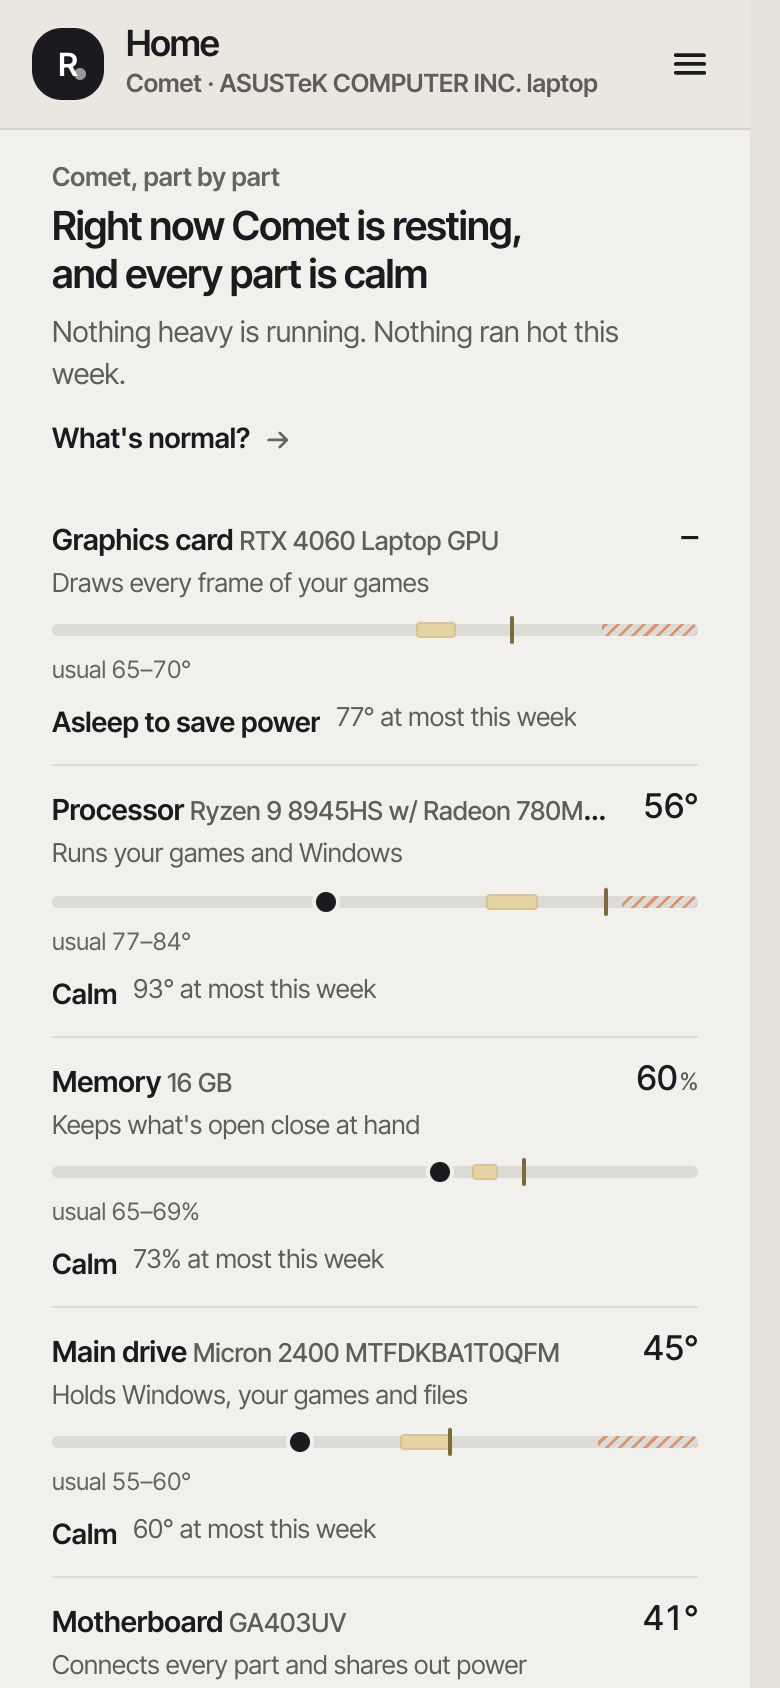 R
Home
Comet · ASUSTeK COMPUTER INC. laptop
Comet, part by part
Right now Comet is resting,
and every part is calm
Nothing heavy is running. Nothing ran hot this
week.
What's normal? →
Graphics card RTX 4060 Laptop GPU –
Draws every frame of your games
usual 65–70°
Asleep to save power 77° at most this week
Processor Ryzen 9 8945HS w/ Radeon 780M... 56°
Runs your games and Windows
usual 77–84°
Calm 93° at most this week
Memory 16 GB 60%
Keeps what's open close at hand
usual 65–69%
Calm 73% at most this week
Main drive Micron 2400 MTFDKBA1T0QFM 45°
Holds Windows, your games and files
usual 55–60°
Calm 60° at most this week
Motherboard GA403UV 41°
Connects every part and shares out power